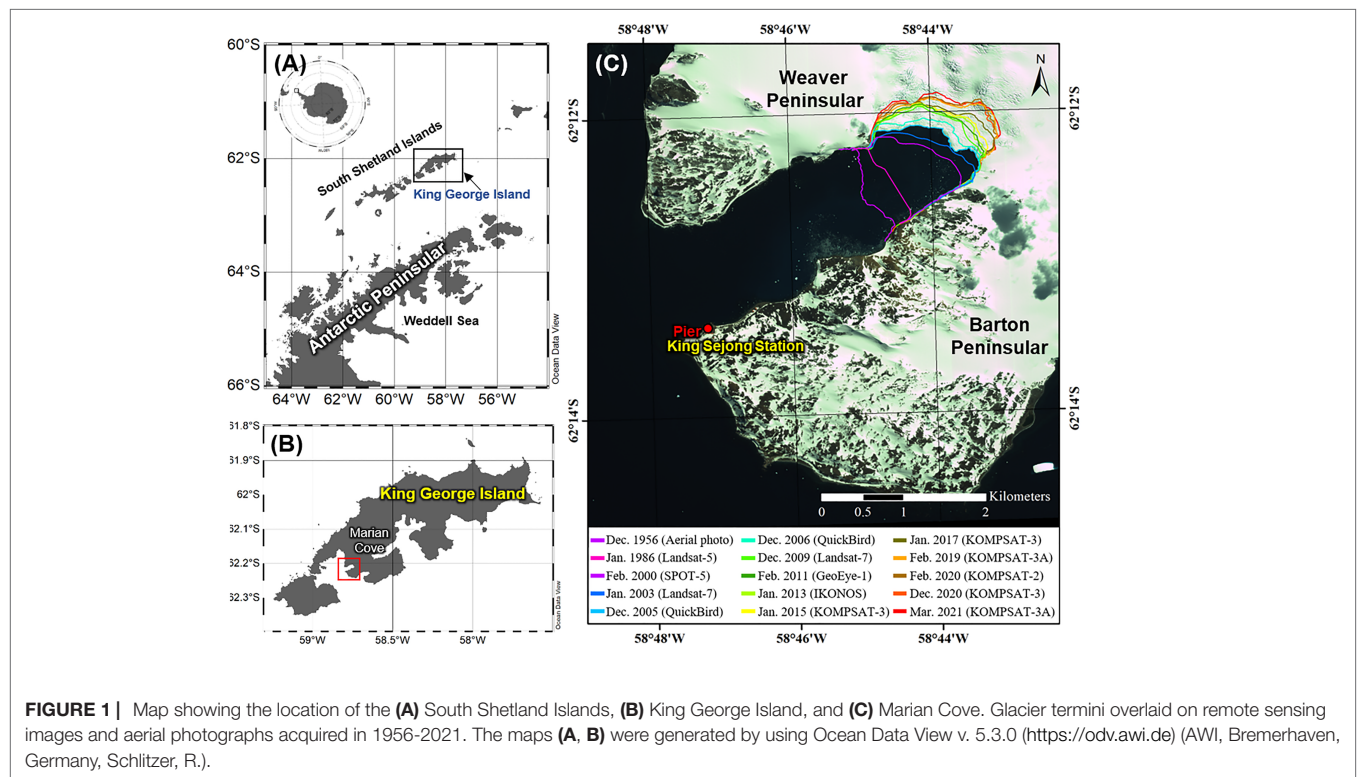 60°S
62°S
64°S
66°S
64°W 62°W 60°W 58°W 56°W
(A)
South Shetland Islands
King George Island
Antarctic Peninsular
Weddell Sea
Ocean Data View
(B)
51.8°S
51.9°S
62°S
52.1°S
52.2°S
52.3°S
59°W 58.5°W 58°W
King George Island
Marian
Cove
Ocean Data View
58°48'W 58°46'W 58°44'W
(C)
N
Weaver
Peninsular
62°12'S
62°12'S
Pier
King Sejong Station
Barton
Peninsular
62°14'S
62°14'S
Kilometers
0 0.5 1 2
Dec. 1956 (Aerial photo)
Jan. 1986 (Landsat-5)
Feb. 2000 (SPOT-5)
Jan. 2003 (Landsat-7)
Dec. 2005 (QuickBird)
Dec. 2006 (QuickBird)
Dec. 2009 (Landsat-7)
Feb. 2011 (GeoEye-1)
Jan. 2013 (IKONOS)
Jan. 2015 (KOMPSAT-3)
Jan. 2017 (KOMPSAT-3)
Feb. 2019 (KOMPSAT-3A)
Feb. 2020 (KOMPSAT-2)
Dec. 2020 (KOMPSAT-3)
Mar. 2021 (KOMPSAT-3A)
58°48'W 58°46'W 58°44'W
FIGURE 1 | Map showing the location of the (A) South Shetland Islands, (B) King George Island, and (C) Marian Cove. Glacier termini overlaid on remote sensing
images and aerial photographs acquired in 1956-2021. The maps (A, B) were generated by using Ocean Data View v. 5.3.0 (https://odv.awi.de) (AWI, Bremerhaven,
Germany, Schlitzer, R.).